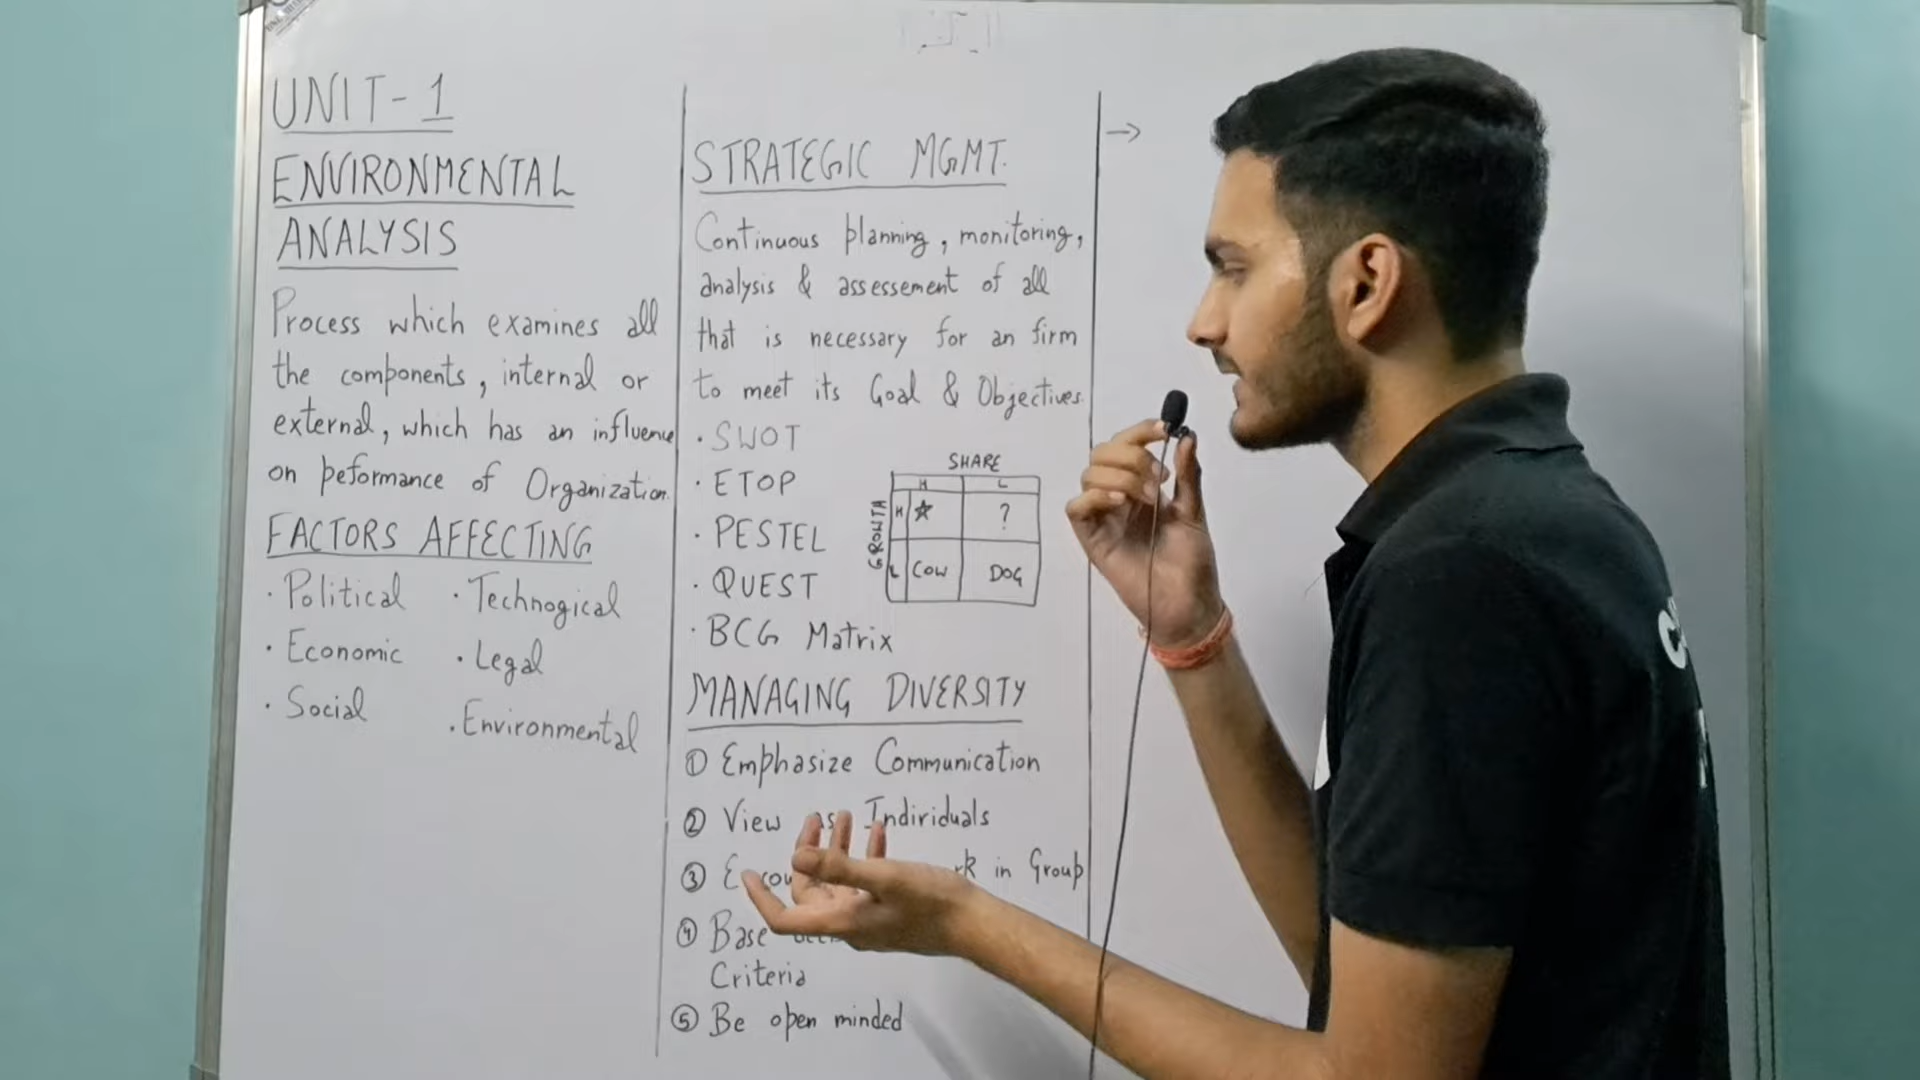 UNIT-1
ENVIRONMENTAL
ANALYSIS
Process which examines all
the components, internal or
external, which has an influence
on peformance of Organization.
FACTORS AFFECTING
· Political
· Technogical
· Economic
· Legal
· Social
· Environmental
STRATEGIC MGMT.
Continuous planning, monitoring,
analysis & assessement of all
that is necessary for an firm
to meet its Goal & Objectives.
· SWOT
· ETOP
· PESTEL
· QUEST
· BCG Matrix
SHARE
H L
GROWTH
H ☆ ?
L COW DOG
MANAGING DIVERSITY
① Emphasize Communication
② View as Individuals
③ in Group
④ Base
Criteria
⑤ Be open minded
→